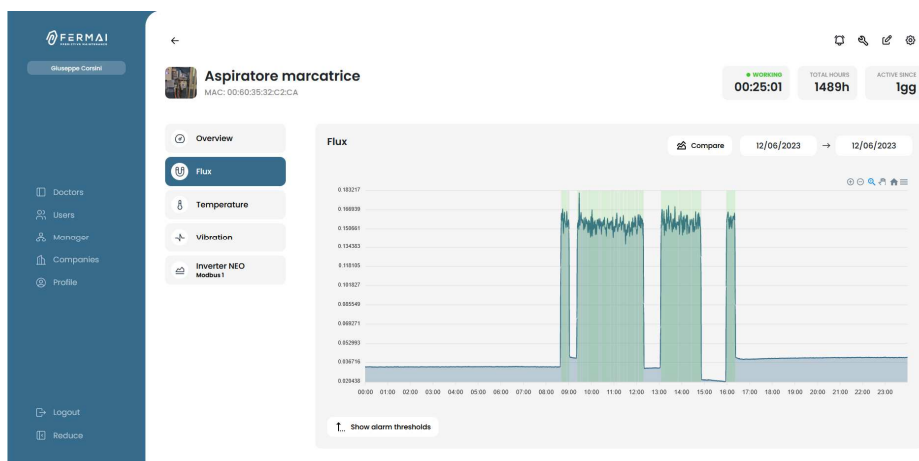 FERMAI
PREDICTIVE MAINTENANCE
Giuseppe Corsini
Doctors
Users
Manager
Companies
Profile
Logout
Reduce
Aspiratore marcatrice
MAC: 00:60:35:32:C2:CA
WORKING
00:25:01
TOTAL HOURS
1489h
ACTIVE SINCE
1gg
Overview
Flux
Temperature
Vibration
Inverter NEO
Modbus 1
Flux
Compare
12/06/2023 → 12/06/2023
0.183217
0.166939
0.150661
0.134383
0.118105
0.101827
0.085549
0.069271
0.052993
0.036716
0.020438
00:00 01:00 02:00 03:00 04:00 05:00 06:00 07:00 08:00 09:00 10:00 11:00 12:00 13:00 14:00 15:00 16:00 17:00 18:00 19:00 20:00 21:00 22:00 23:00
Show alarm thresholds